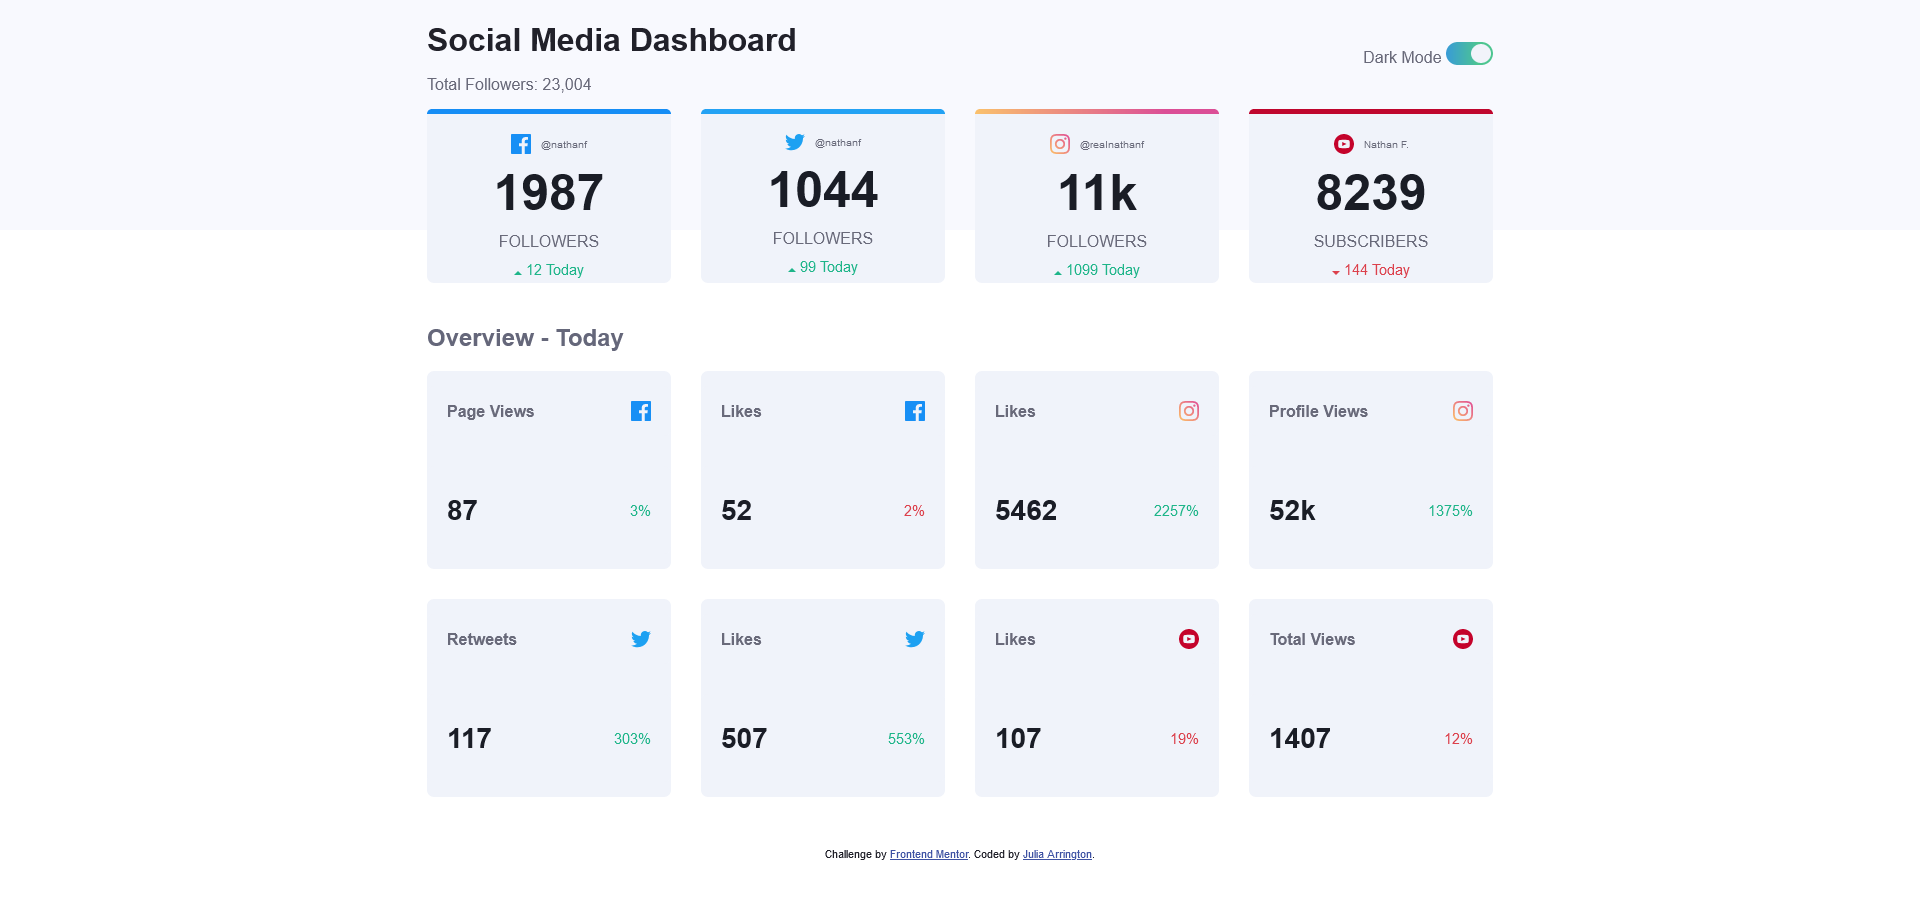 Social Media Dashboard
Dark Mode
Total Followers: 23,004
@nathanf
1987
FOLLOWERS
12 Today
@nathanf
1044
FOLLOWERS
99 Today
@realnathanf
11k
FOLLOWERS
1099 Today
Nathan F.
8239
SUBSCRIBERS
144 Today
Overview - Today
Page Views
87
3%
Likes
52
2%
Likes
5462
2257%
Profile Views
52k
1375%
Retweets
117
303%
Likes
507
553%
Likes
107
19%
Total Views
1407
12%
Challenge by Frontend Mentor. Coded by Julia Arrington.